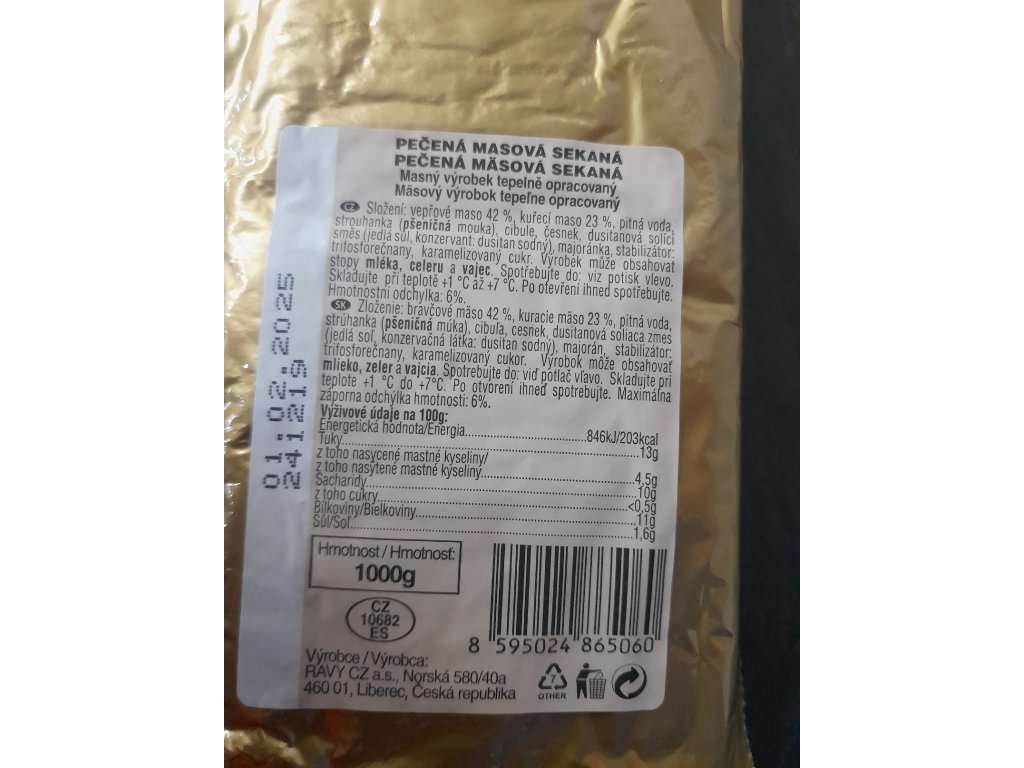 PEČENÁ MASOVÁ SEKANÁ
PEČENÁ MÄSOVÁ SEKANÁ
Masný výrobek tepelně opracovaný
Mäsový výrobok tepeľne opracovaný
CZ Složení: vepřové maso 42 %, kuřecí maso 23 %, pitná voda,
strouhanka (pšeničná mouka), cibule, česnek, dusitanová solící
směs (jedlá sůl, konzervant: dusitan sodný), majoránka, stabilizátor:
trifosforečnany, karamelizovaný cukr. Výrobek může obsahovat
stopy mléka, celeru a vajec. Spotřebujte do: viz potisk vlevo.
Skladujte při teplotě +1 °C až +7 °C. Po otevření ihned spotřebujte.
Hmotnostní odchylka: 6%.
SK Zloženie: bravčové mäso 42 %, kuracie mäso 23 %, pitná voda,
strúhanka (pšeničná múka), cibuľa, cesnek, dusitanová soliaca zmes
(jedlá soľ, konzervačná látka: dusitan sodný), majorán, stabilizátor:
trifosforečnany, karamelizovaný cukor. Výrobok môže obsahovať
mlieko, zeler a vajcia. Spotrebujte do: viď potlač vľavo. Skladujte pri
teplote +1 °C do +7°C. Po otvorení ihneď spotrebujte. Maximálna
záporna odchýlka hmotnosti: 6%.
Výživové údaje na 100g:
Energetická hodnota/Energia...846kJ/203kcal
Tuky...13g
z toho nasycené mastné kyseliny/
z toho nasýtené mastné kyseliny...4,5g
Sacharidy...10g
z toho cukry...<0,5g
Bílkoviny/Bielkoviny...11g
Sůl/Soľ...1,6g
Hmotnost / Hmotnosť:
1000g
CZ
10682
ES
Výrobce / Výrobca:
RAVY CZ a.s., Norská 580/40a
460 01, Liberec, Česká republika
8 595024 865060
7
OTHER
01.02.2025
241219